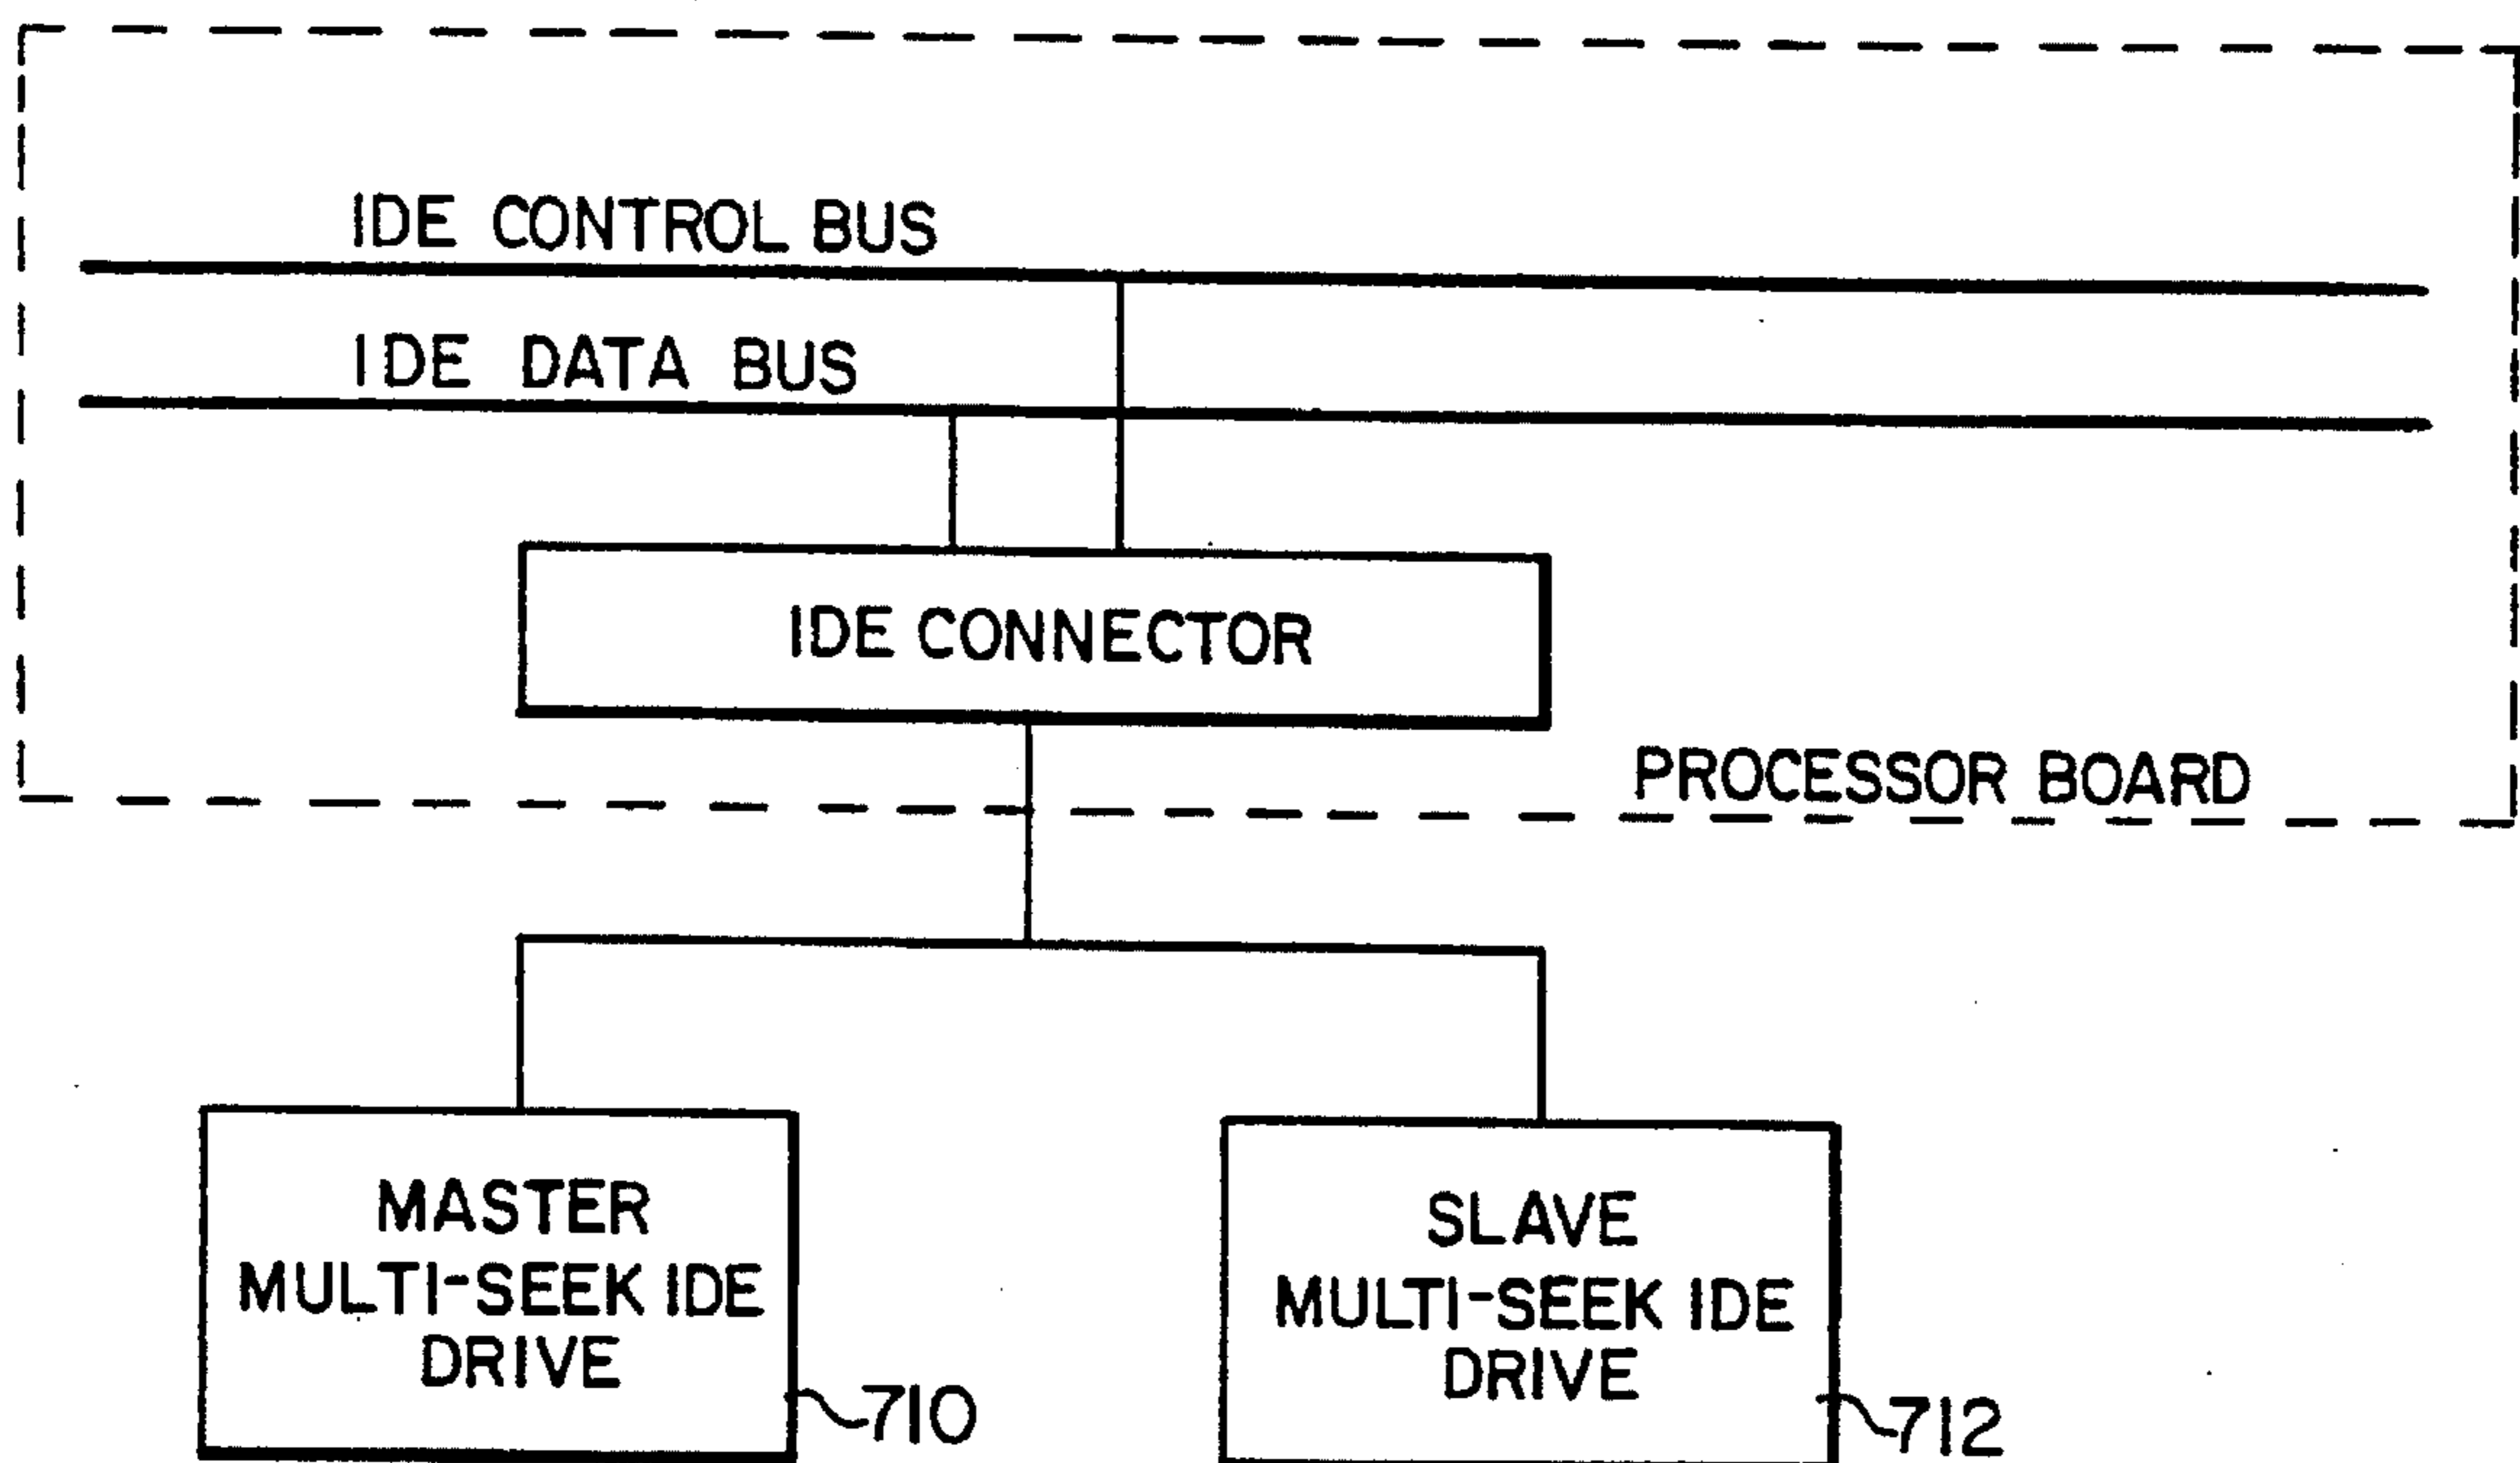 IDE CONTROL BUS
IDE DATA BUS
IDE CONNECTOR
PROCESSOR BOARD
MASTER
MULTI-SEEK IDE
DRIVE
710
SLAVE
MULTI-SEEK IDE
DRIVE
712